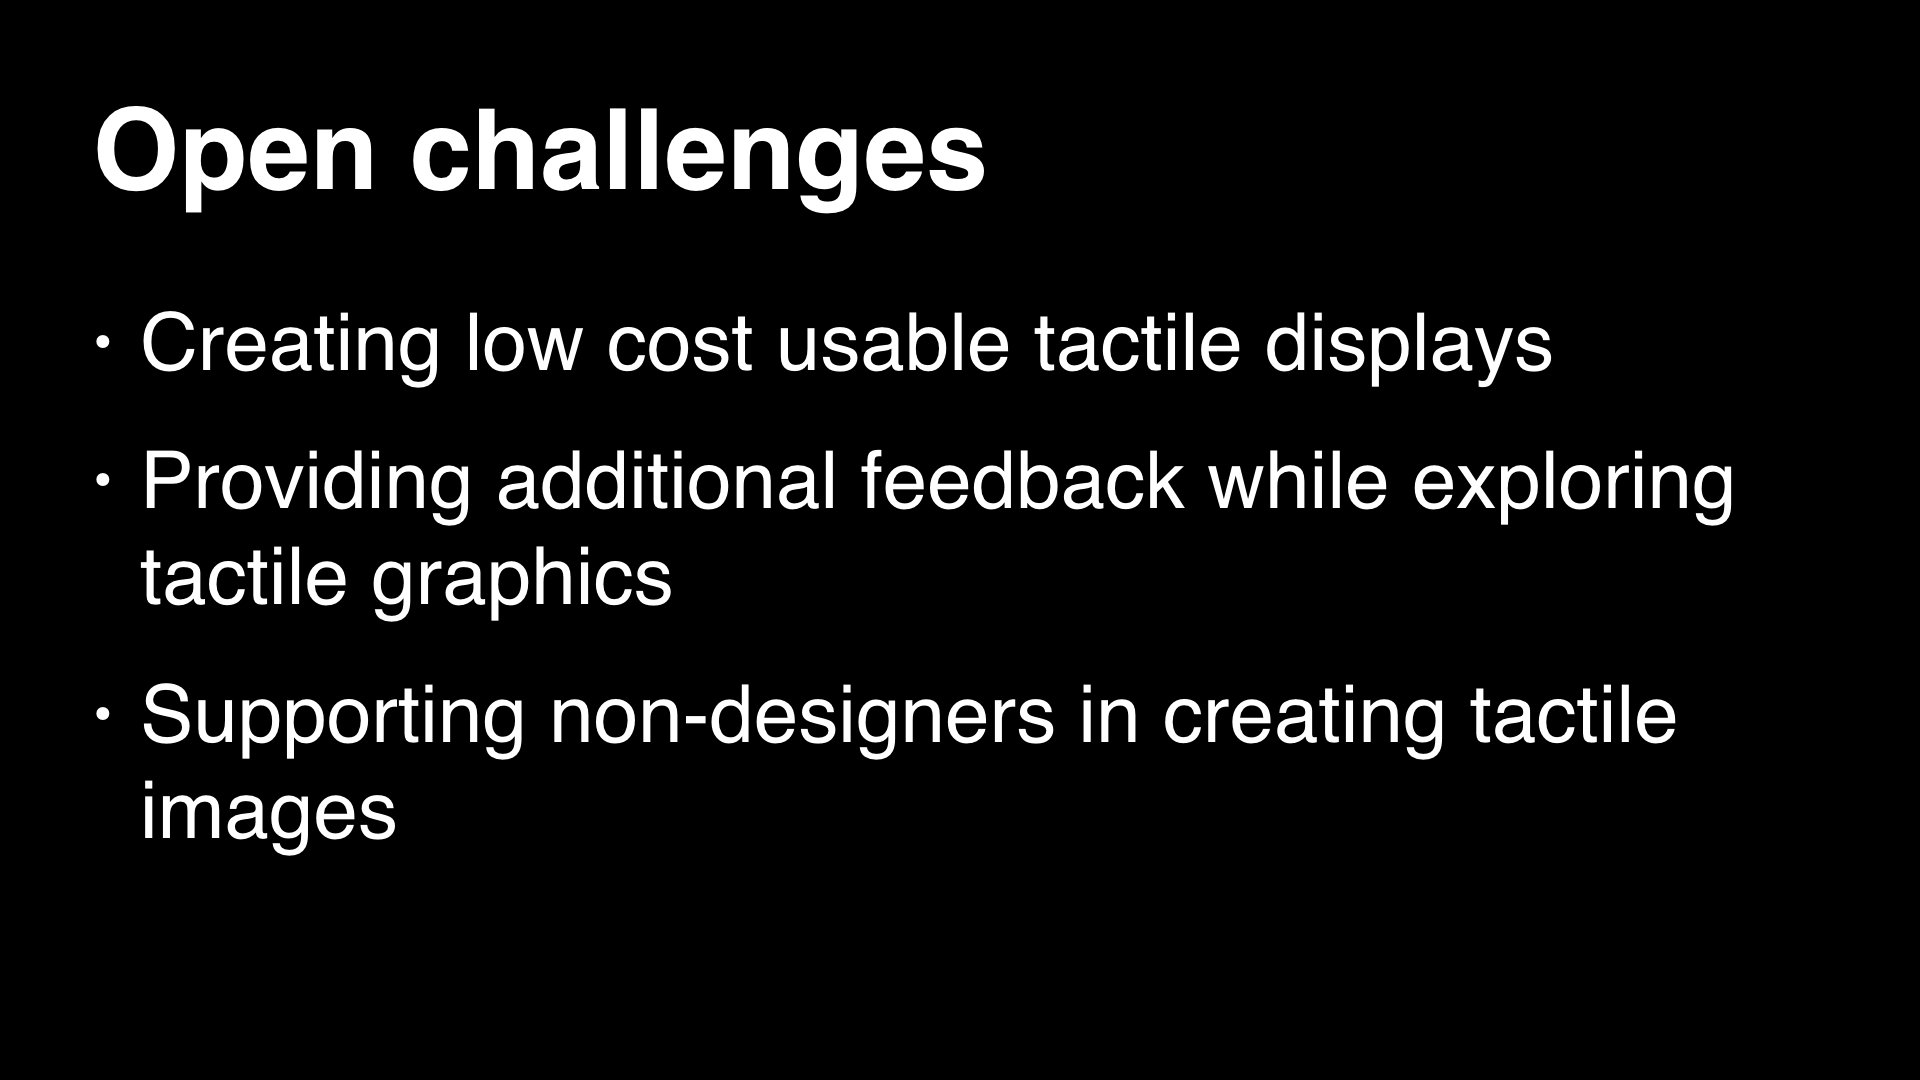 Open challenges
• Creating low cost usable tactile displays
• Providing additional feedback while exploring
tactile graphics
• Supporting non-designers in creating tactile
images